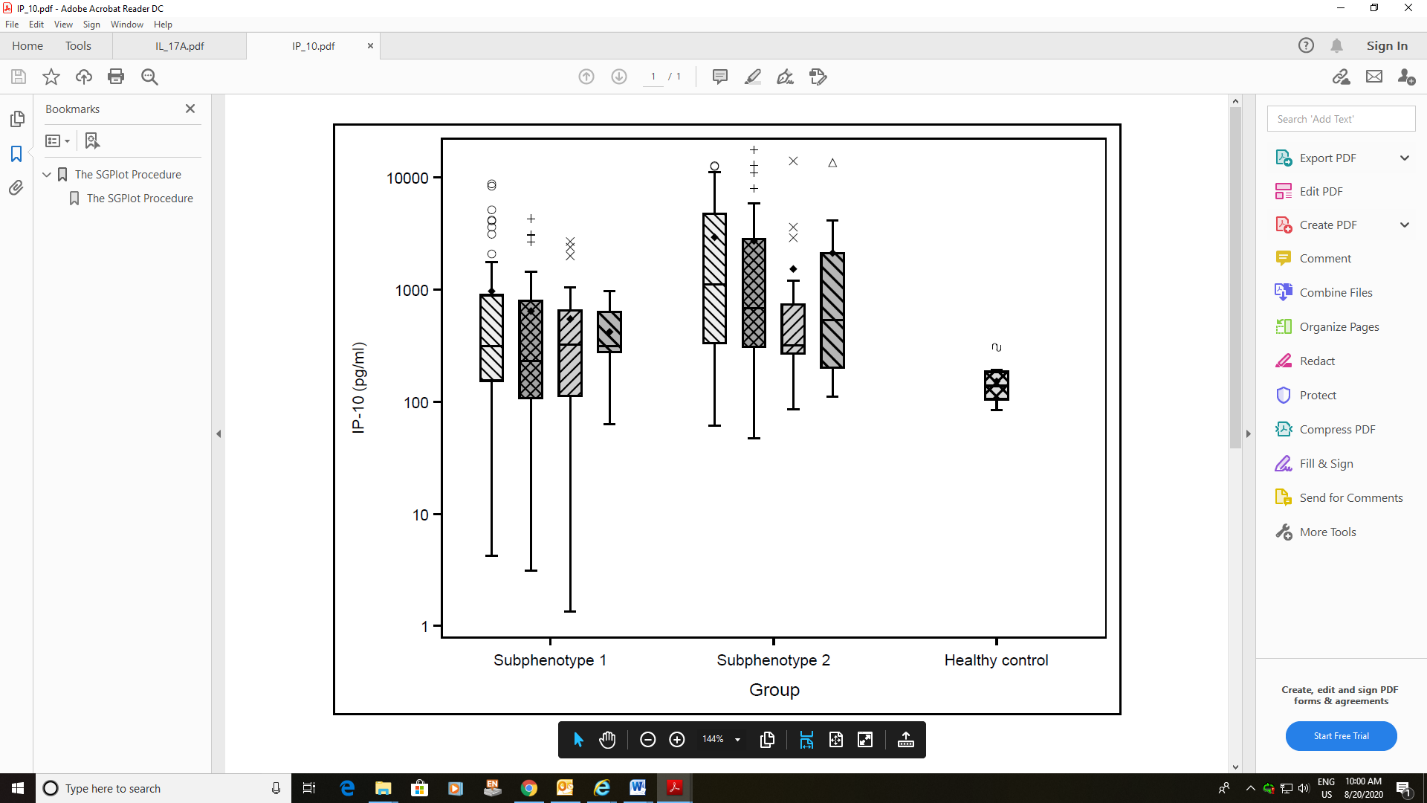 IP_10.pdf - Adobe Acrobat Reader DC
File Edit View Sign Window Help
Home Tools IL_17A.pdf IP_10.pdf × Sign In
1 / 1
Bookmarks
The SGPlot Procedure
The SGPlot Procedure
10000
1000
100
10
1
IP-10 (pg/ml)
Subphenotype 1 Subphenotype 2 Healthy control
Group
144%
Search 'Add Text'
Export PDF
Edit PDF
Create PDF
Comment
Combine Files
Organize Pages
Redact
Protect
Compress PDF
Fill & Sign
Send for Comments
More Tools
Create, edit and sign PDF
forms & agreements
Start Free Trial
Type here to search
EN
ENG
US
10:00 AM
8/20/2020
1